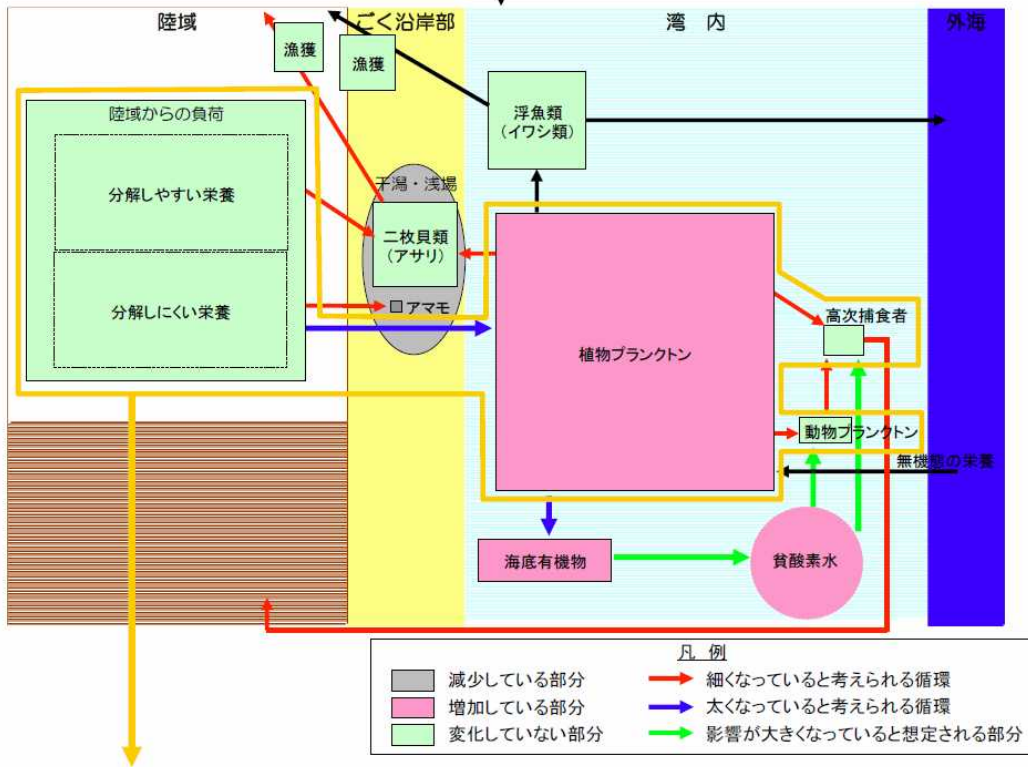 陸域
ごく沿岸部
湾 内
外海
漁獲
漁獲
陸域からの負荷
分解しやすい栄養
分解しにくい栄養
浮魚類
(イワシ類)
干潟・浅場
二枚貝類
(アサリ)
アマモ
植物プランクトン
高次捕食者
動物プランクトン
無機態の栄養
海底有機物
貧酸素水
凡 例
減少している部分
細くなっていると考えられる循環
増加している部分
太くなっていると考えられる循環
変化していない部分
影響が大きくなっていると想定される部分